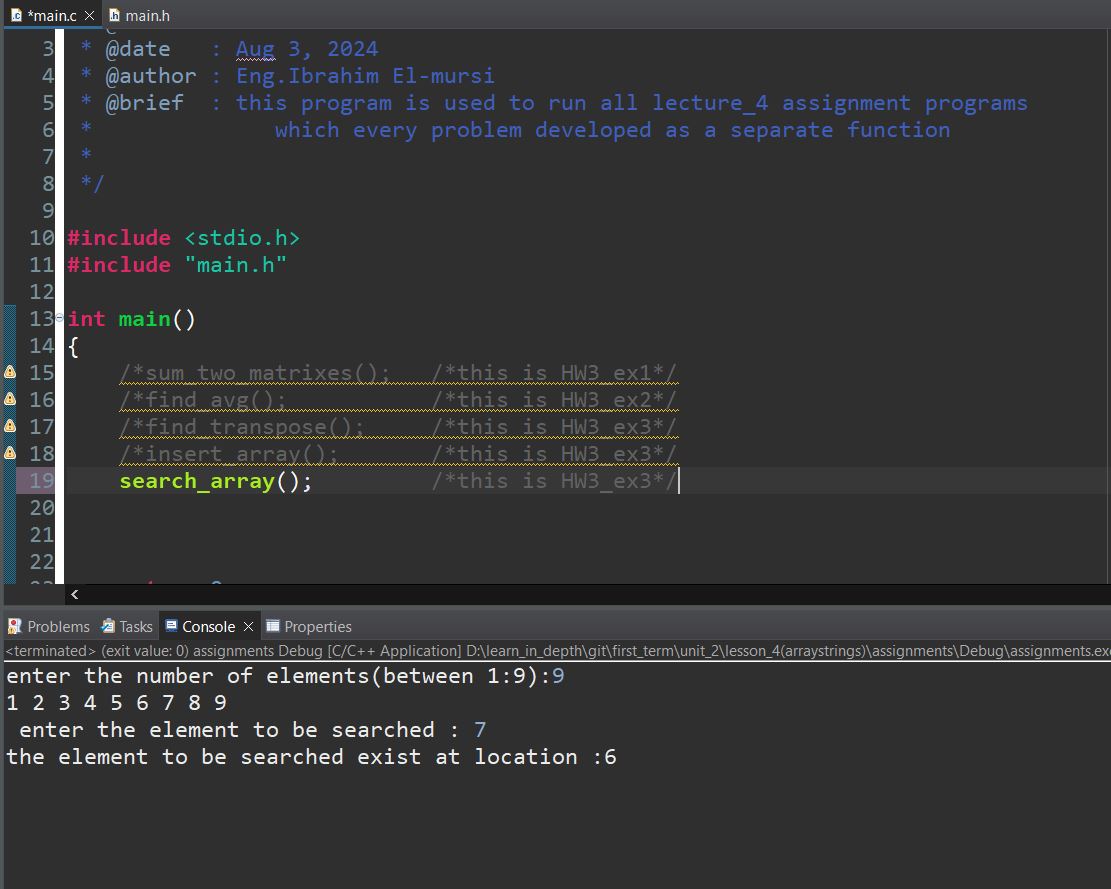 *main.c main.h
3 * @date : Aug 3, 2024
4 * @author : Eng.Ibrahim El-mursi
5 * @brief : this program is used to run all lecture_4 assignment programs
6 * which every problem developed as a separate function
7 *
8 */
9
10 #include <stdio.h>
11 #include "main.h"
12
13 int main()
14 {
15 /*sum_two_matrixes(); /*this is HW3_ex1*/
16 /*find_avg(); /*this is HW3_ex2*/
17 /*find_transpose(); /*this is HW3_ex3*/
18 /*insert_array(); /*this is HW3_ex3*/
19 search_array(); /*this is HW3_ex3*/
20
21
22
Problems Tasks Console Properties
<terminated> (exit value: 0) assignments Debug [C/C++ Application] D:\learn_in_depth\git\first_term\unit_2\lesson_4(arraystrings)\assignments\Debug\assignments.exe
enter the number of elements(between 1:9):9
1 2 3 4 5 6 7 8 9
enter the element to be searched : 7
the element to be searched exist at location :6